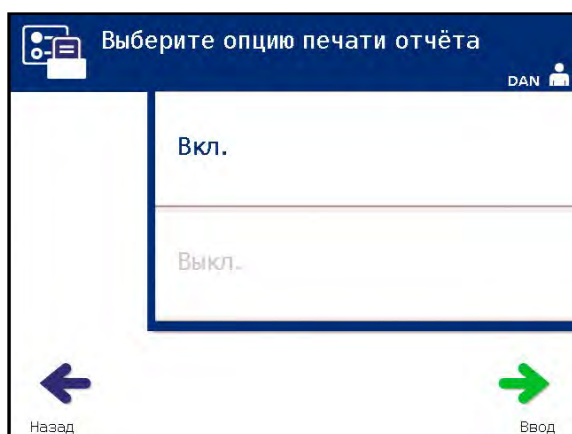 Выберите опцию печати отчёта
DAN
Вкл.
Выкл.
Назад
Ввод